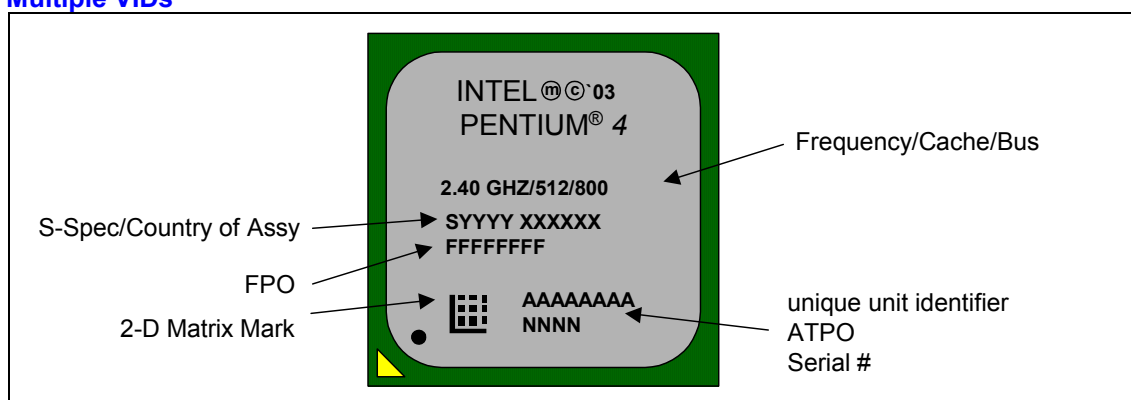 Multiple VIDs
INTEL ⓜ©`03
PENTIUM® 4
Frequency/Cache/Bus
2.40 GHZ/512/800
S-Spec/Country of Assy
SYYYY XXXXXX
FFFFFFFF
FPO
2-D Matrix Mark
AAAAAAAA
NNNN
unique unit identifier
ATPO
Serial #